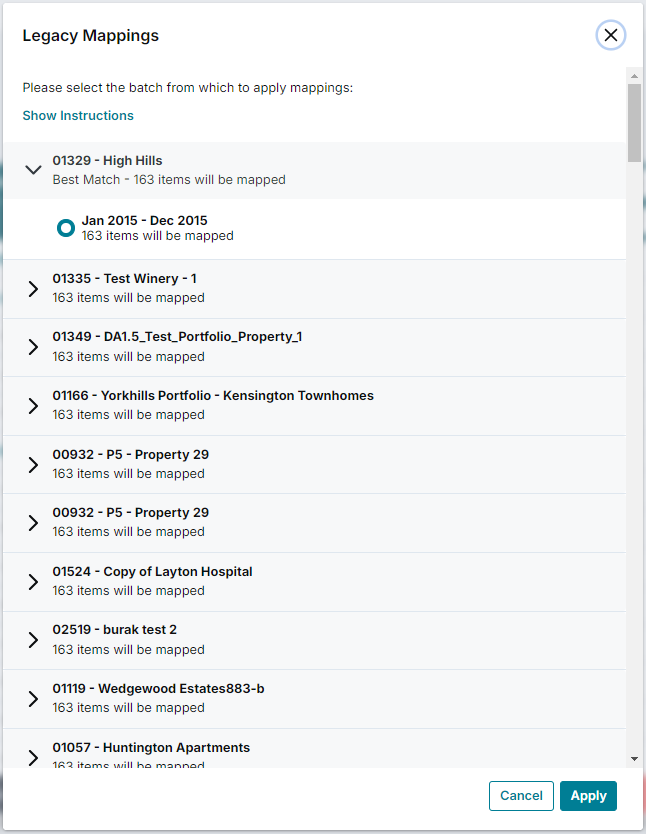 Legacy Mappings
Please select the batch from which to apply mappings:
Show Instructions
01329 - High Hills
Best Match - 163 items will be mapped
Jan 2015 - Dec 2015
163 items will be mapped
01335 - Test Winery - 1
163 items will be mapped
01349 - DA1.5_Test_Portfolio_Property_1
163 items will be mapped
01166 - Yorkhills Portfolio - Kensington Townhomes
163 items will be mapped
00932 - P5 - Property 29
163 items will be mapped
00932 - P5 - Property 29
163 items will be mapped
01524 - Copy of Layton Hospital
163 items will be mapped
02519 - burak test 2
163 items will be mapped
01119 - Wedgewood Estates883-b
163 items will be mapped
01057 - Huntington Apartments
163 items will be mapped
Cancel Apply